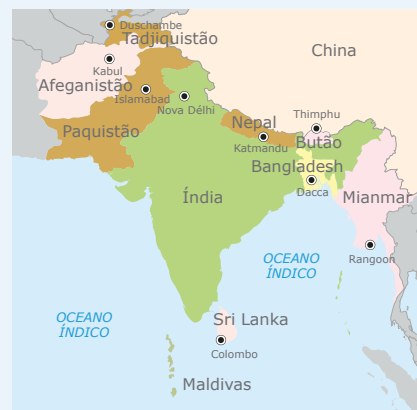 Duschambe
Tadjiquistão
China
Kabul
Afeganistão
Islamabad
Nova Délhi
Thimphu
Nepal
Paquistão
Butão
Katmandu
Bangladesh
Dacca
Índia
Mianmar
OCEANO
ÍNDICO
Rangoon
OCEANO
ÍNDICO
Sri Lanka
Colombo
Maldivas